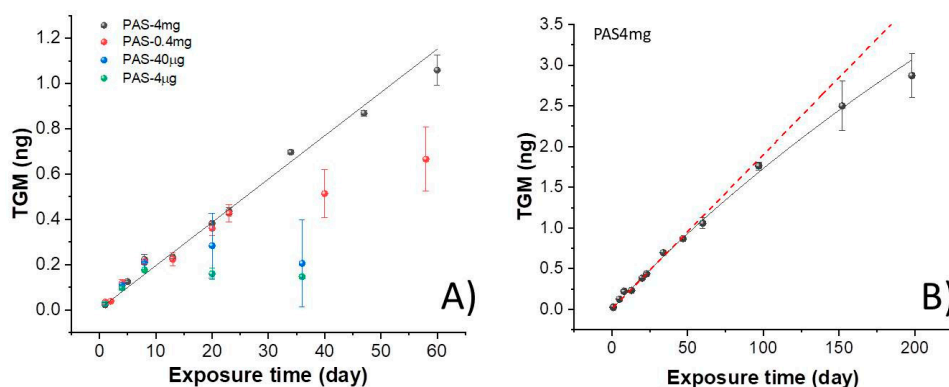 PAS-4mg
PAS-0.4mg
PAS-40µg
PAS-4µg
TGM (ng)
1.2
1.0
0.8
0.6
0.4
0.2
0.0
0 10 20 30 40 50 60
Exposure time (day)
A)
PAS4mg
TGM (ng)
3.5
3.0
2.5
2.0
1.5
1.0
0.5
0.0
0 50 100 150 200
Exposure time (day)
B)